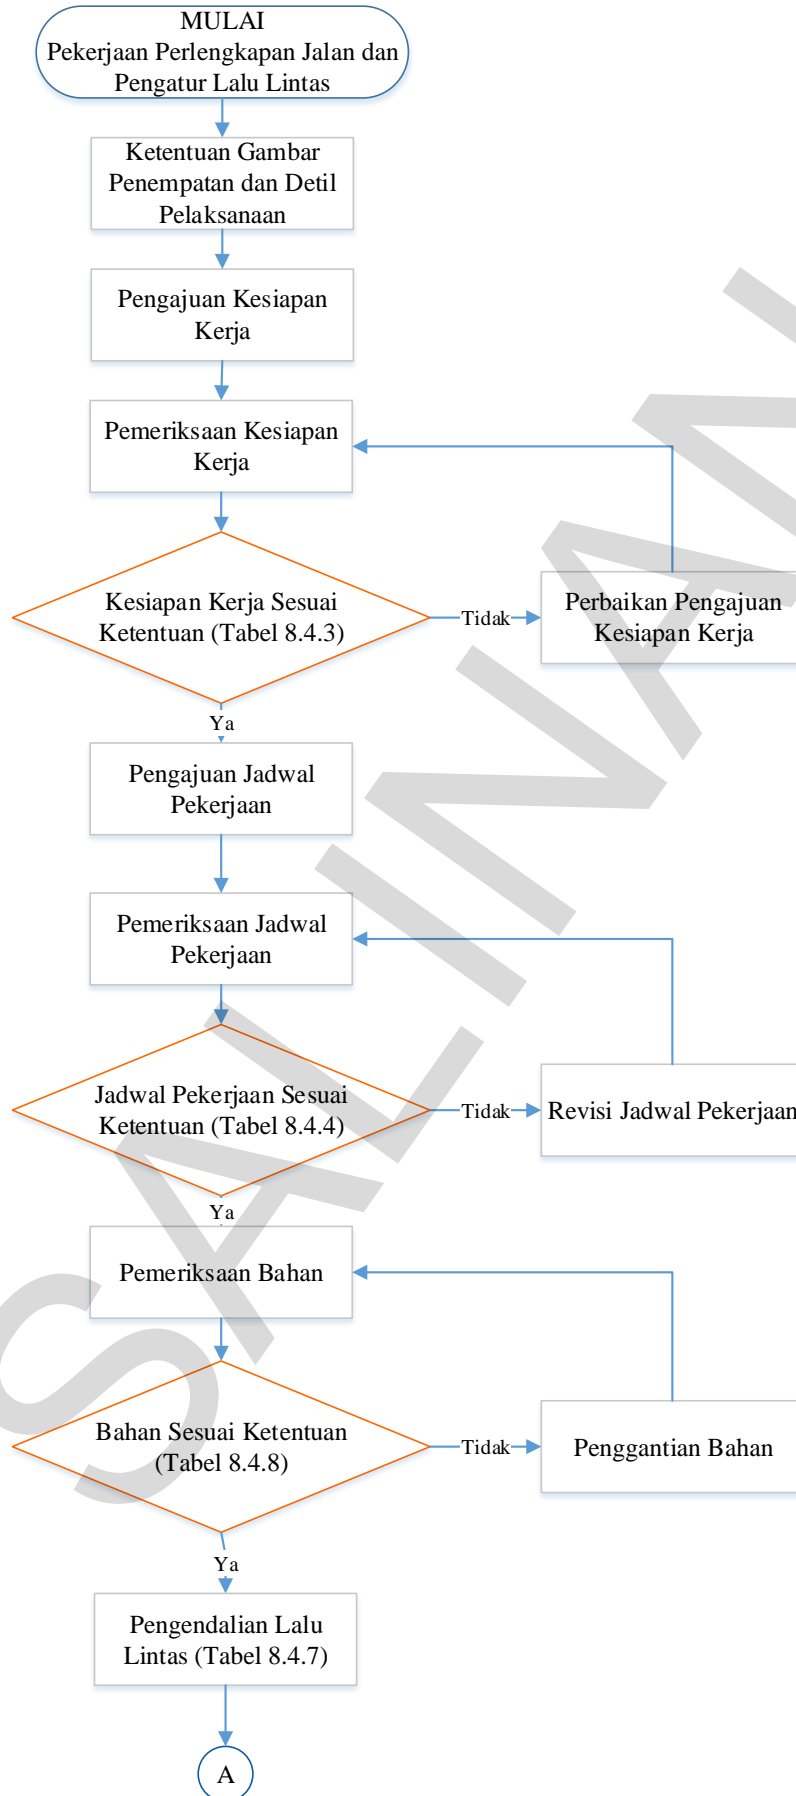 MULAI
Pekerjaan Perlengkapan Jalan dan
Pengatur Lalu Lintas
Ketentuan Gambar
Penempatan dan Detil
Pelaksanaan
Pengajuan Kesiapan
Kerja
Pemeriksaan Kesiapan
Kerja
Kesiapan Kerja Sesuai
Ketentuan (Tabel 8.4.3)
Tidak
Perbaikan Pengajuan
Kesiapan Kerja
Ya
Pengajuan Jadwal
Pekerjaan
Pemeriksaan Jadwal
Pekerjaan
Jadwal Pekerjaan Sesuai
Ketentuan (Tabel 8.4.4)
Tidak
Revisi Jadwal Pekerjaan
Ya
Pemeriksaan Bahan
Bahan Sesuai Ketentuan
(Tabel 8.4.8)
Tidak
Penggantian Bahan
Ya
Pengendalian Lalu
Lintas (Tabel 8.4.7)
A
SALINAN